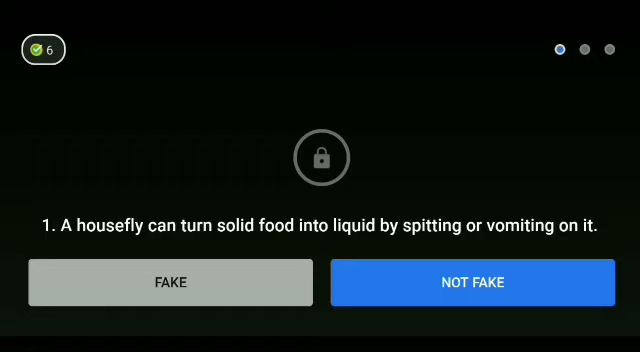 6
1. A housefly can turn solid food into liquid by spitting or vomiting on it.
FAKE
NOT FAKE